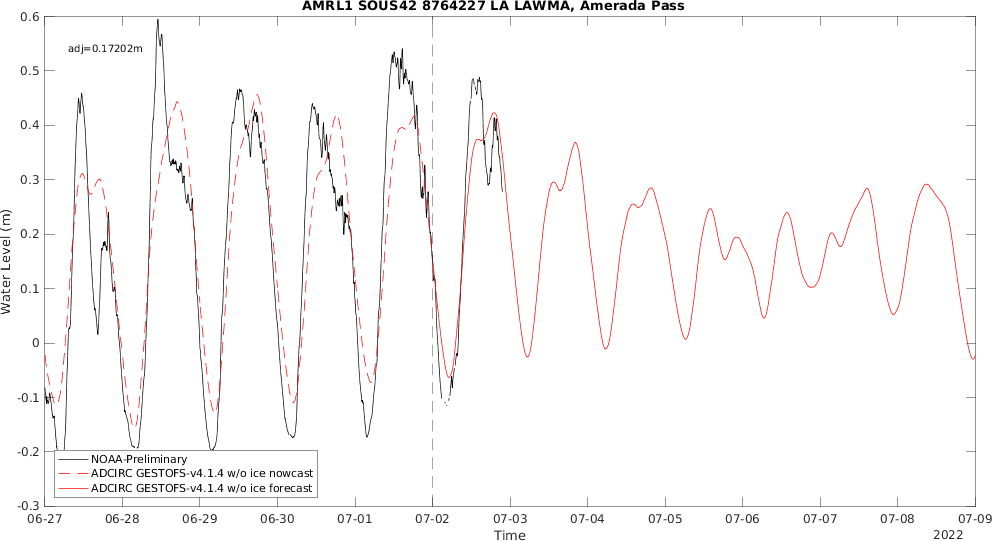 AMRL1 SOUS42 8764227 LA LAWMA, Amerada Pass
adj=0.17202m
Water Level (m)
0.6
0.5
0.4
0.3
0.2
0.1
0
-0.1
-0.2
-0.3
NOAA-Preliminary
ADCIRC GESTOFS-v4.1.4 w/o ice nowcast
ADCIRC GESTOFS-v4.1.4 w/o ice forecast
06-27 06-28 06-29 06-30 07-01 07-02 07-03 07-04 07-05 07-06 07-07 07-08 07-09
Time
2022